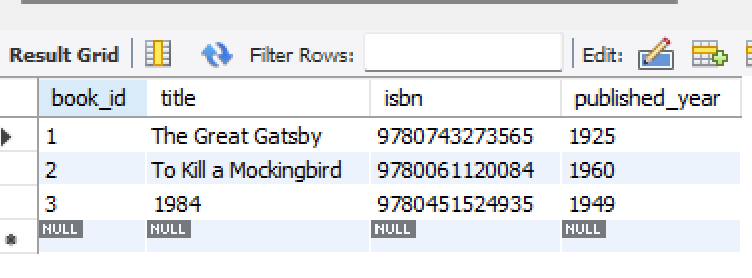 Result Grid Filter Rows: Edit:
book_id title isbn published_year
1 The Great Gatsby 9780743273565 1925
2 To Kill a Mockingbird 9780061120084 1960
3 1984 9780451524935 1949
NULL NULL NULL NULL